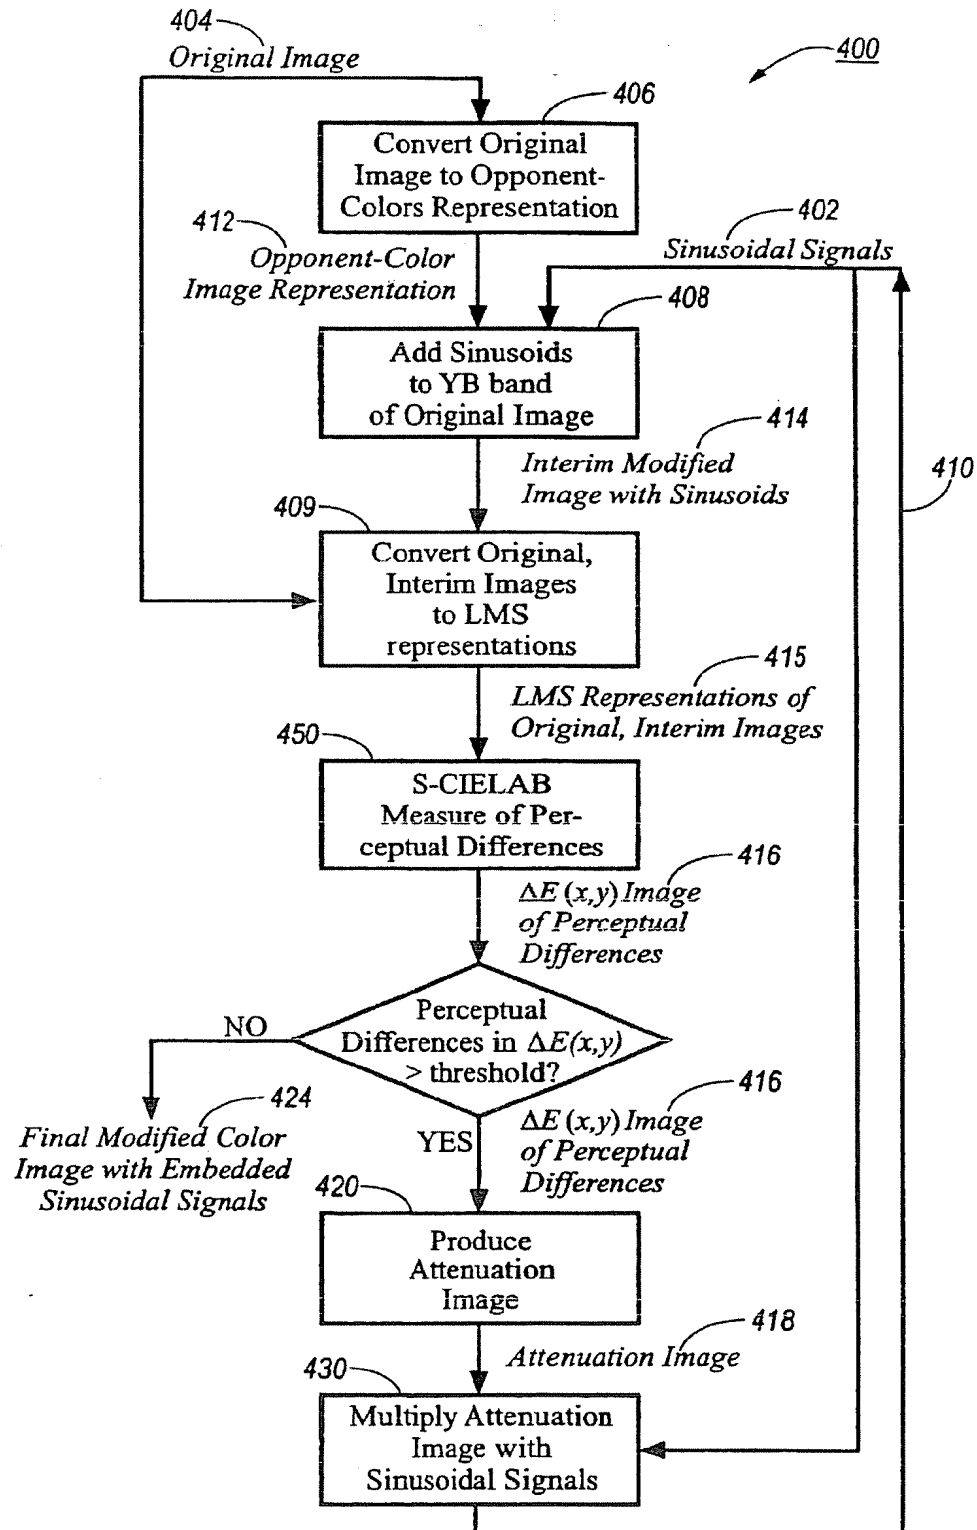 404
Original Image
400
406
Convert Original
Image to Opponent-
Colors Representation
412
Opponent-Color
Image Representation
402
Sinusoidal Signals
408
Add Sinusoids
to YB band
of Original Image
414
Interim Modified
Image with Sinusoids
410
409
Convert Original,
Interim Images
to LMS
representations
415
LMS Representations of
Original, Interim Images
450
S-CIELAB
Measure of Per-
ceptual Differences
416
ΔE (x,y) Image
of Perceptual
Differences
Perceptual
Differences in ΔE(x,y)
> threshold?
NO
424
Final Modified Color
Image with Embedded
Sinusoidal Signals
YES
416
ΔE (x,y) Image
of Perceptual
Differences
420
Produce
Attenuation
Image
418
Attenuation Image
430
Multiply Attenuation
Image with
Sinusoidal Signals